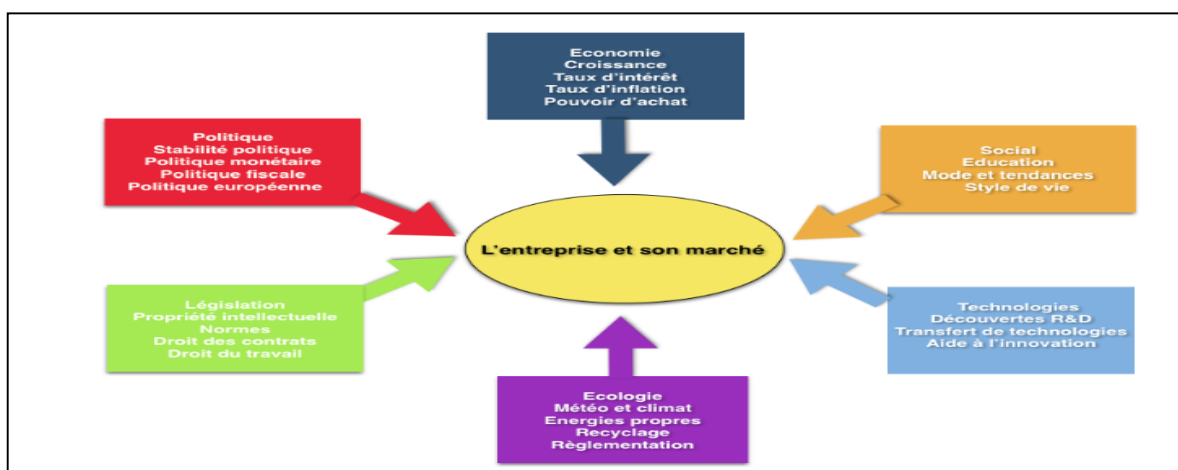 Economie
Croissance
Taux d'intérêt
Taux d'inflation
Pouvoir d'achat
Politique
Stabilité politique
Politique monétaire
Politique fiscale
Politique européenne
Social
Education
Mode et tendances
Style de vie
L'entreprise et son marché
Législation
Propriété intellectuelle
Normes
Droit des contrats
Droit du travail
Technologies
Découvertes R&D
Transfert de technologies
Aide à l'innovation
Ecologie
Météo et climat
Energies propres
Recyclage
Règlementation